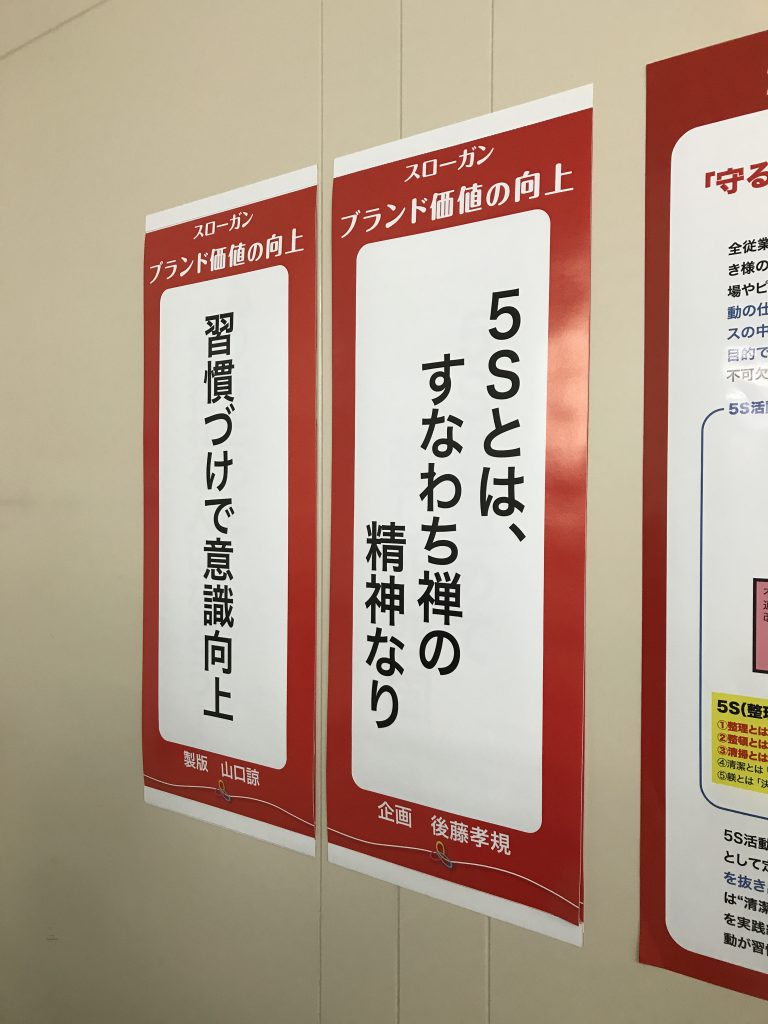 スローガン
ブランド価値の向上
習慣づけで意識向上
製版 山口諒
スローガン
ブランド価値の向上
5Sとは、
すなわち禅の
精神なり
企画 後藤孝規
「守る
全従業
き様の
場やピ
動の仕
スの中
目的で
不可欠
5S活動
5S(整理
①整理とは
②整頓とは
③清掃とは
④清潔とは「
⑤躾とは「決
5S活動
として定
を抜き
は“清潔
を実践
動が習慣